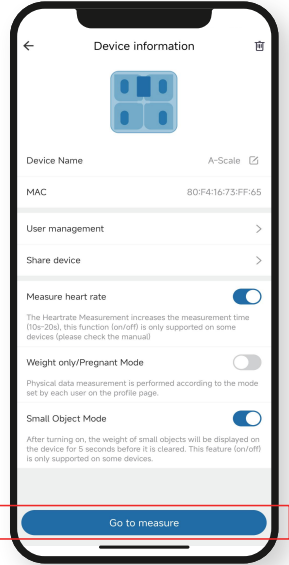 Device information
Device Name A-Scale
MAC 80:F4:16:73:FF:65
User management
Share device
Measure heart rate
The Heartrate Measurement increases the measurement time
(10s-20s), this function (on/off) is only supported on some
devices (please check the manual)
Weight only/Pregnant Mode
Physical data measurement is performed according to the mode
set by each user on the profile page.
Small Object Mode
After turning on, the weight of small objects will be displayed on
the device for 5 seconds before it is cleared. This feature (on/off)
is only supported on some devices.
Go to measure